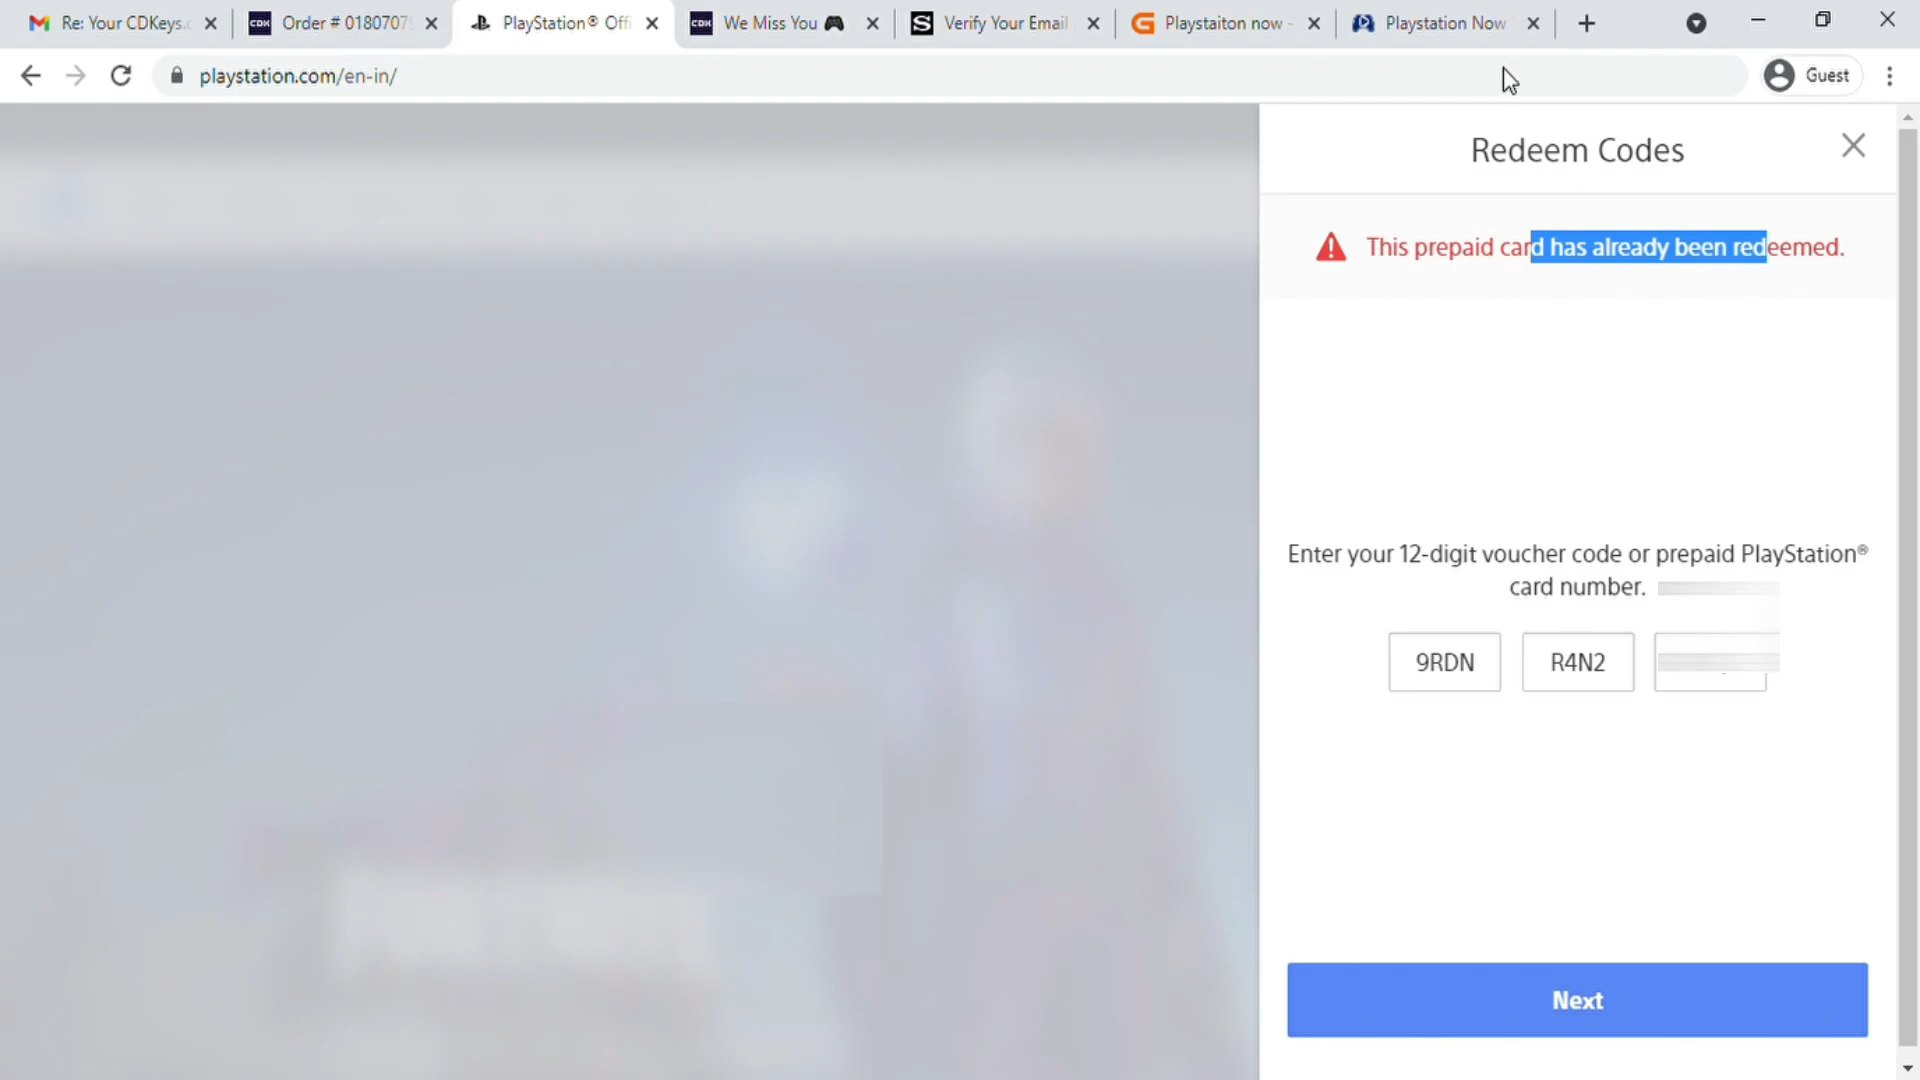 Re: Your CDKeys.c
CDK Order # 0180707
PlayStation® Offi
CDK We Miss You 🎮
S Verify Your Email
G Playstaiton now -
Playstation Now
playstation.com/en-in/
Guest
Redeem Codes
This prepaid card has already been redeemed.
Enter your 12-digit voucher code or prepaid PlayStation®
card number.
9RDN R4N2
Next